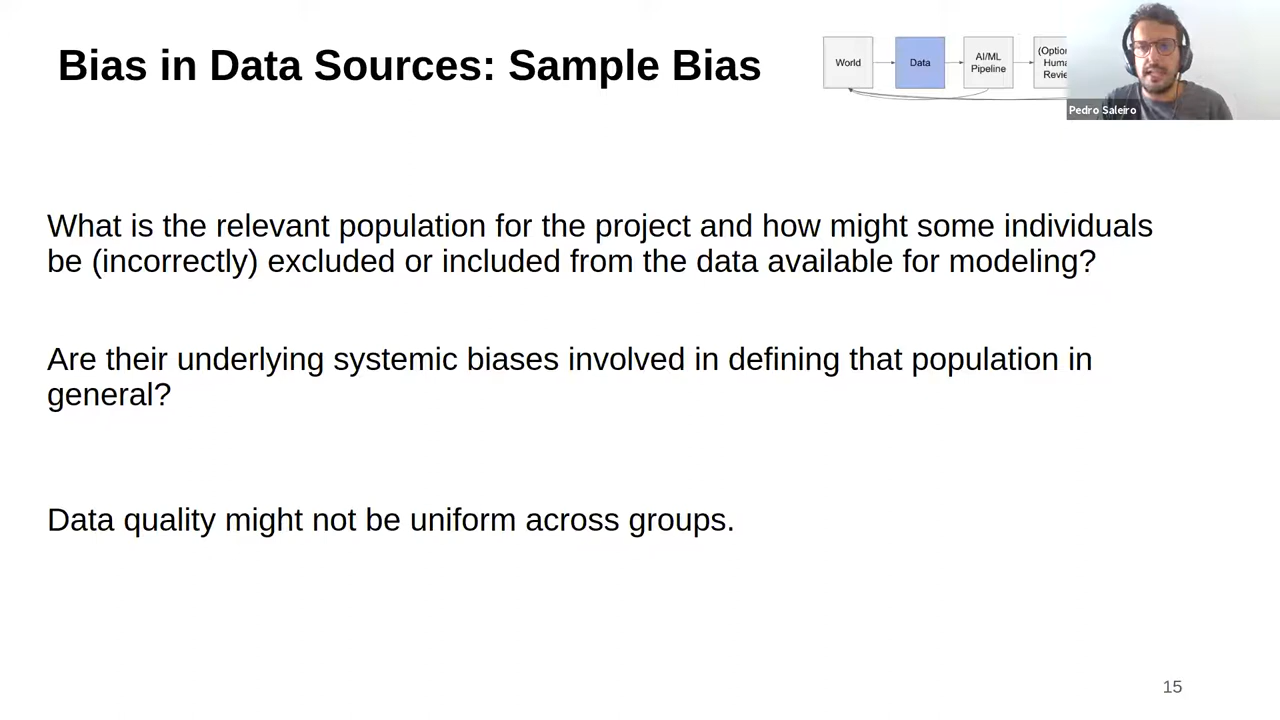 Bias in Data Sources: Sample Bias
World
Data
AI/ML
Pipeline
Pedro Saleiro
What is the relevant population for the project and how might some individuals
be (incorrectly) excluded or included from the data available for modeling?
Are their underlying systemic biases involved in defining that population in
general?
Data quality might not be uniform across groups.
15